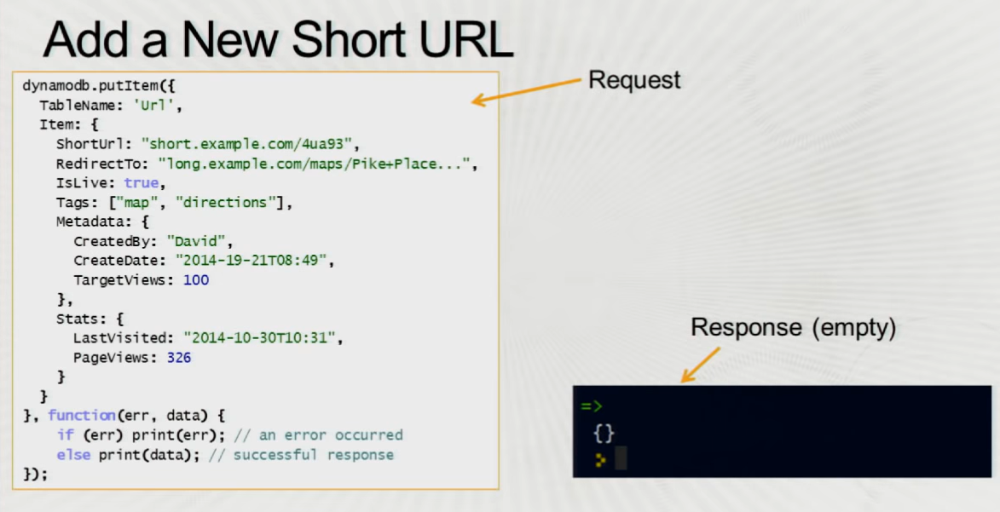 Add a New Short URL
dynamodb.putItem({
  TableName: 'Url',
  Item: {
    ShortUrl: "short.example.com/4ua93",
    RedirectTo: "long.example.com/maps/Pike+Place...",
    IsLive: true,
    Tags: ["map", "directions"],
    Metadata: {
      CreatedBy: "David",
      CreateDate: "2014-19-21T08:49",
      TargetViews: 100
    },
    Stats: {
      LastVisited: "2014-10-30T10:31",
      PageViews: 326
    }
  }
}, function(err, data) {
    if (err) print(err); // an error occurred
    else print(data); // successful response
});
Request
Response (empty)
=>
{}
>